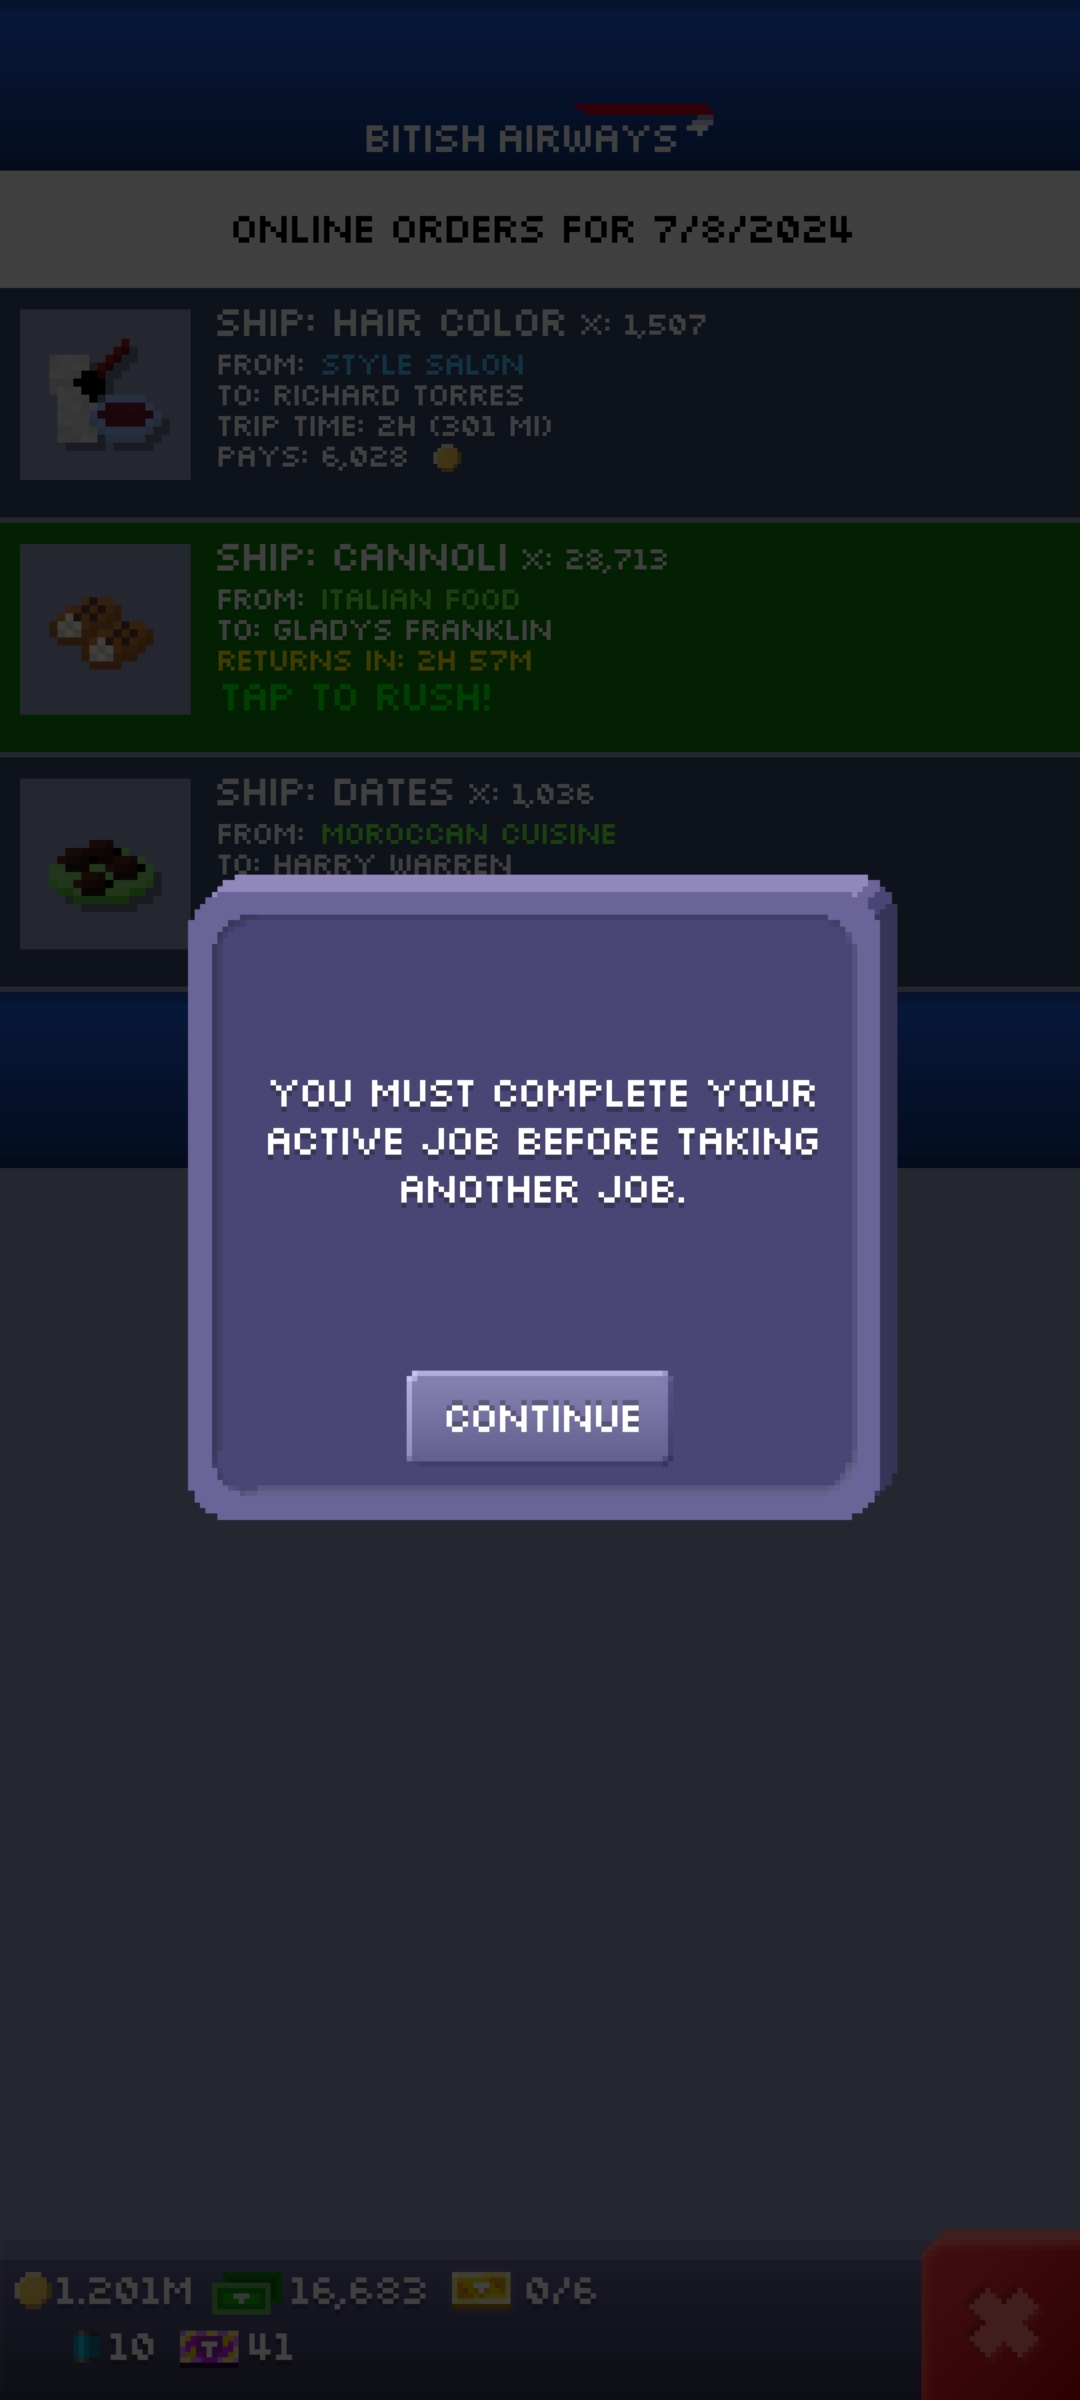 BITISH AIRWAYS
ONLINE ORDERS FOR 7/8/2024
SHIP: HAIR COLOR X: 1,507
FROM: STYLE SALON
TO: RICHARD TORRES
TRIP TIME: 2H (301 MI)
PAYS: 6,028
SHIP: CANNOLI X: 28,713
FROM: ITALIAN FOOD
TO: GLADYS FRANKLIN
RETURNS IN: 2H 57M
TAP TO RUSH!
SHIP: DATES X: 1,036
FROM: MOROCCAN CUISINE
TO: HARRY WARREN
YOU MUST COMPLETE YOUR
ACTIVE JOB BEFORE TAKING
ANOTHER JOB.
CONTINUE
1.201M 16,683 0/6
10 T 41